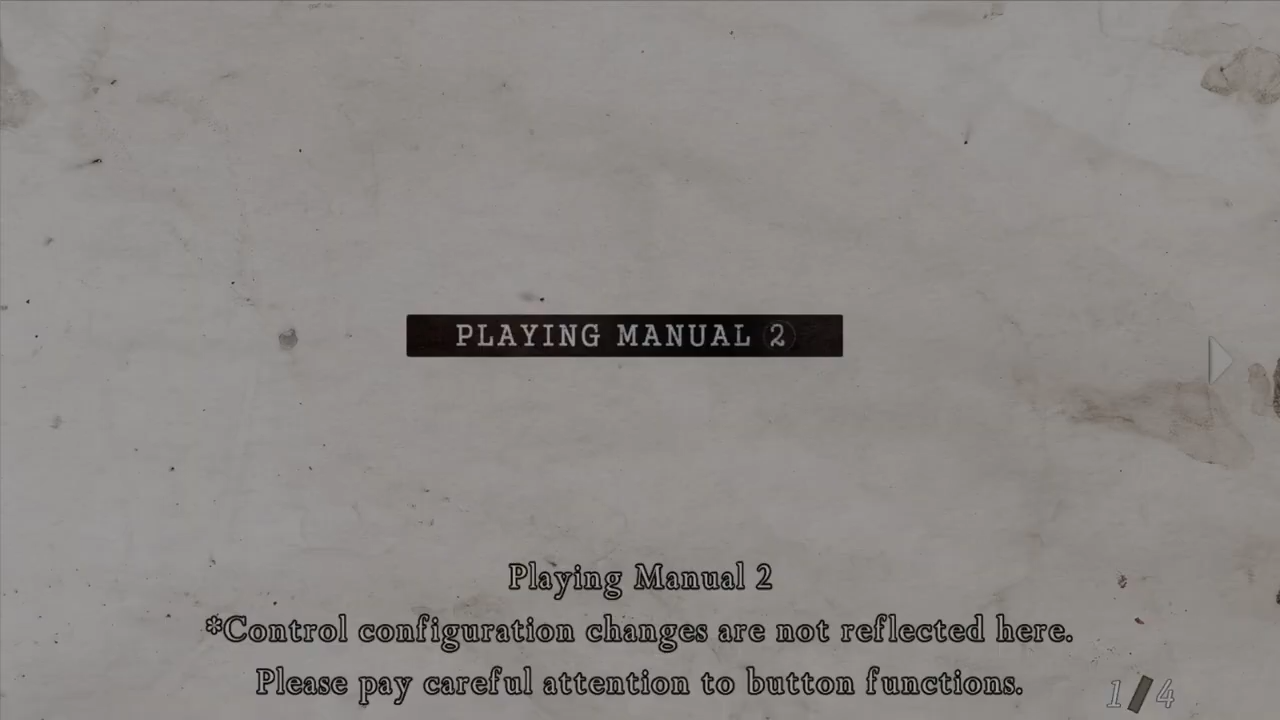 PLAYING MANUAL 2
Playing Manual 2
*Control configuration changes are not reflected here.
Please pay careful attention to button functions.
1/4